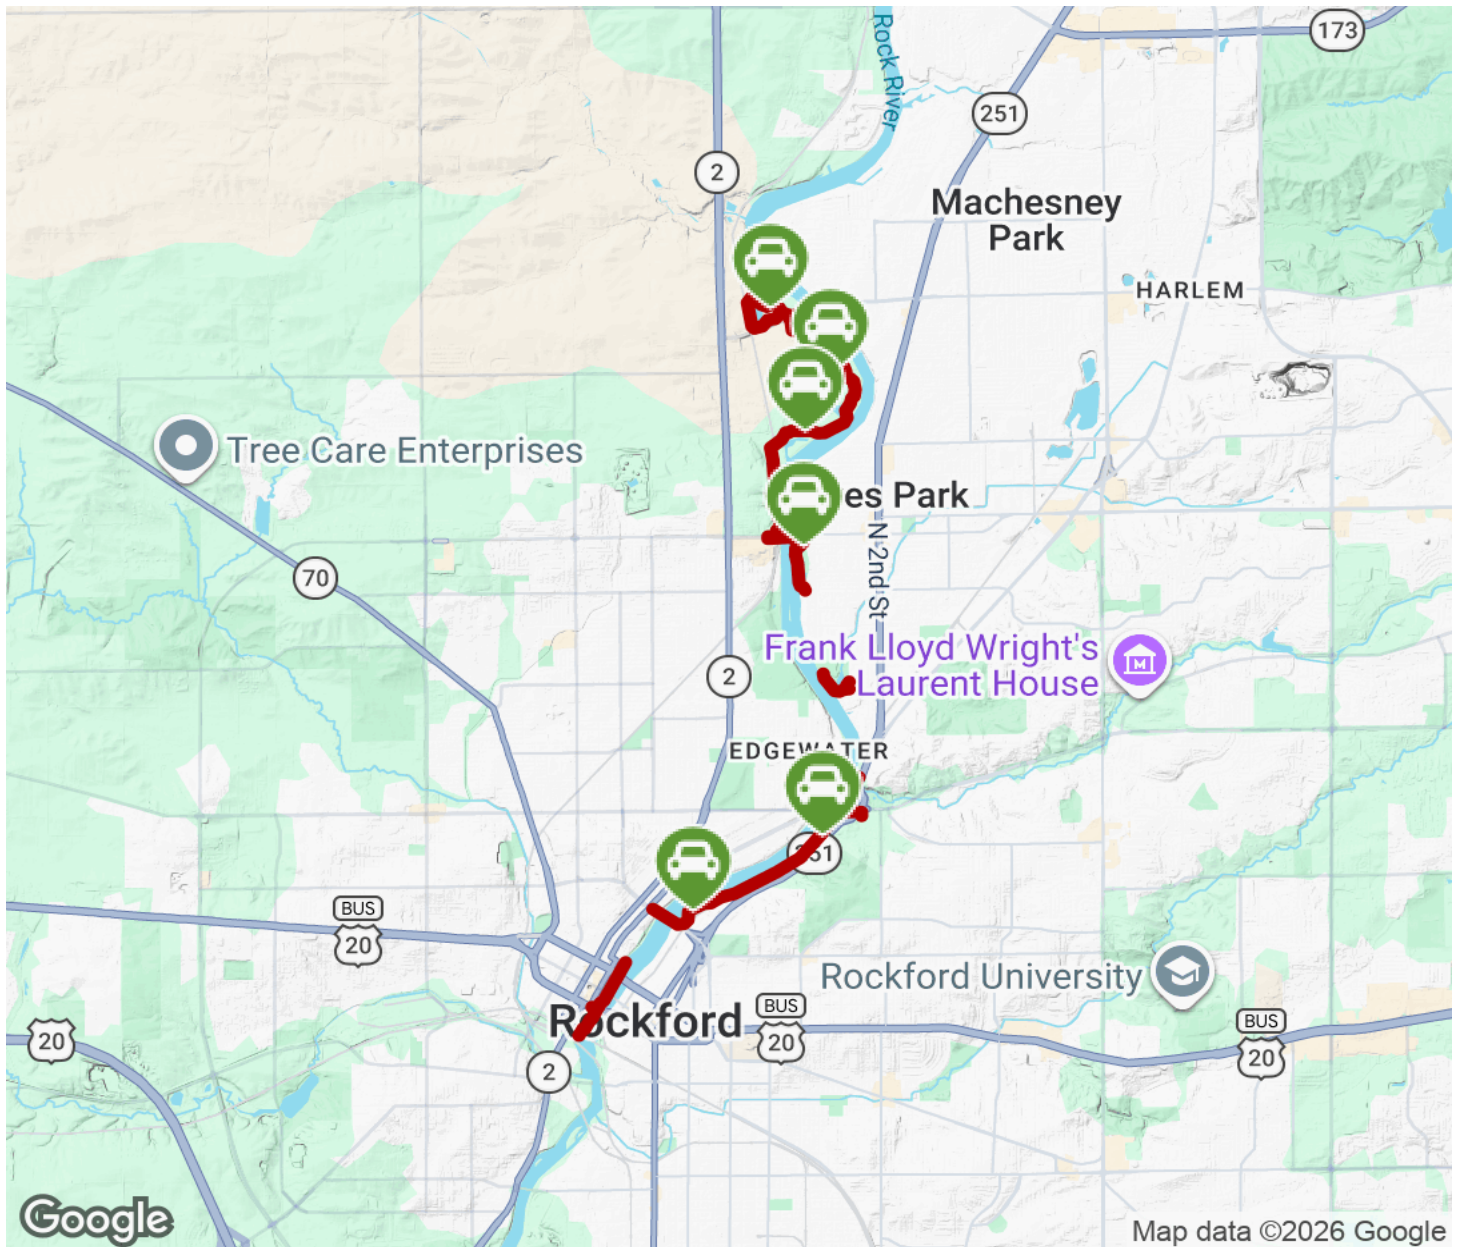 173
Rock River
251
2
Machesney
Park
HARLEM
Tree Care Enterprises
es Park
N 2nd St
70
Frank Lloyd Wright's
Laurent House
2
EDGEWATER
BUS
20
Rockford University
Rockford
BUS
20
BUS
20
20
2
Google
Map data ©2026 Google